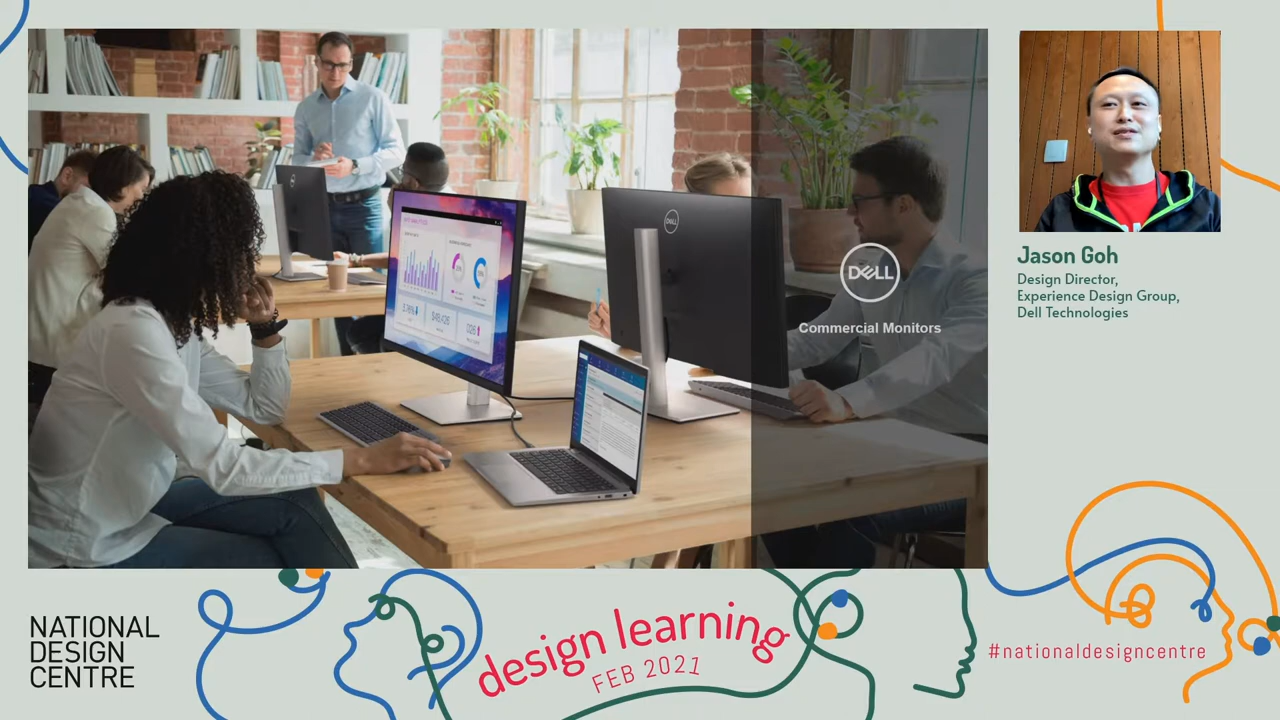 DELL
Commercial Monitors
Jason Goh
Design Director,
Experience Design Group,
Dell Technologies
NATIONAL
DESIGN
CENTRE
design learning
FEB 2021
#nationaldesigncentre